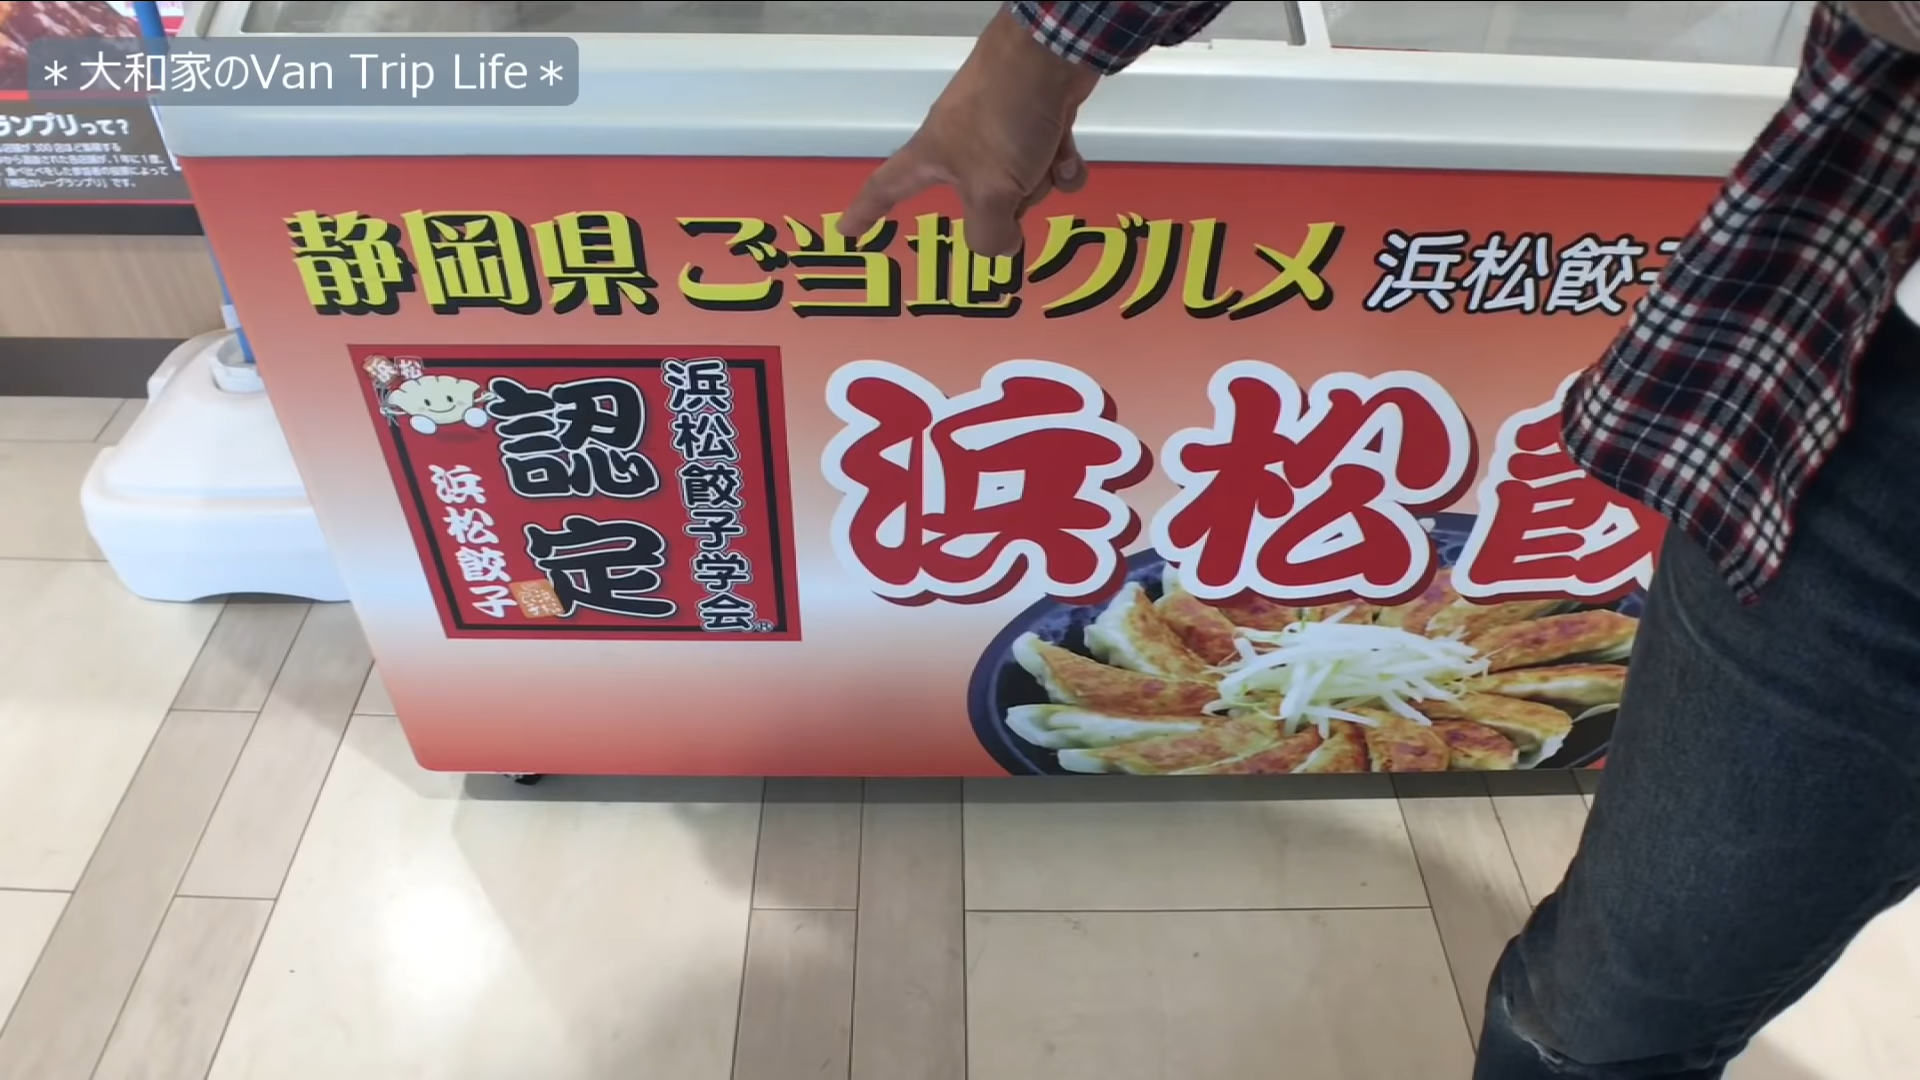 ＊大和家のVan Trip Life＊
ランプリって?
静岡県 ご当地グルメ 浜松餃子
浜松
認定
浜松餃子学会
浜松餃子
浜松餃